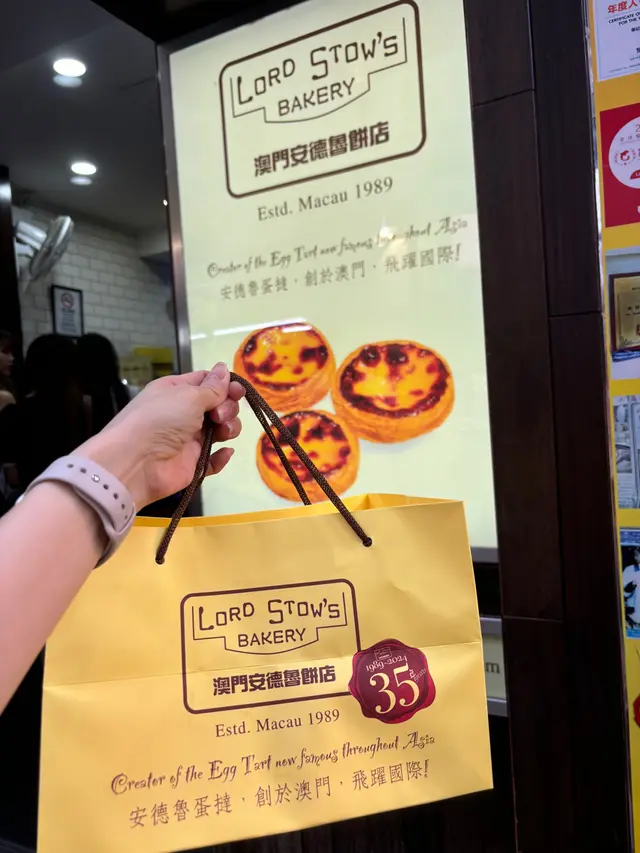 LORD STOW'S
BAKERY
澳門安德魯餅店
Estd. Macau 1989
Creator of the Egg Tart now famous throughout Asia
安德魯蛋撻，創於澳門，飛躍國際!
LORD STOW'S
BAKERY
澳門安德魯餅店
1989-2024
35
Estd. Macau 1989
Creator of the Egg Tart now famous throughout Asia
安德魯蛋撻，創於澳門，飛躍國際!